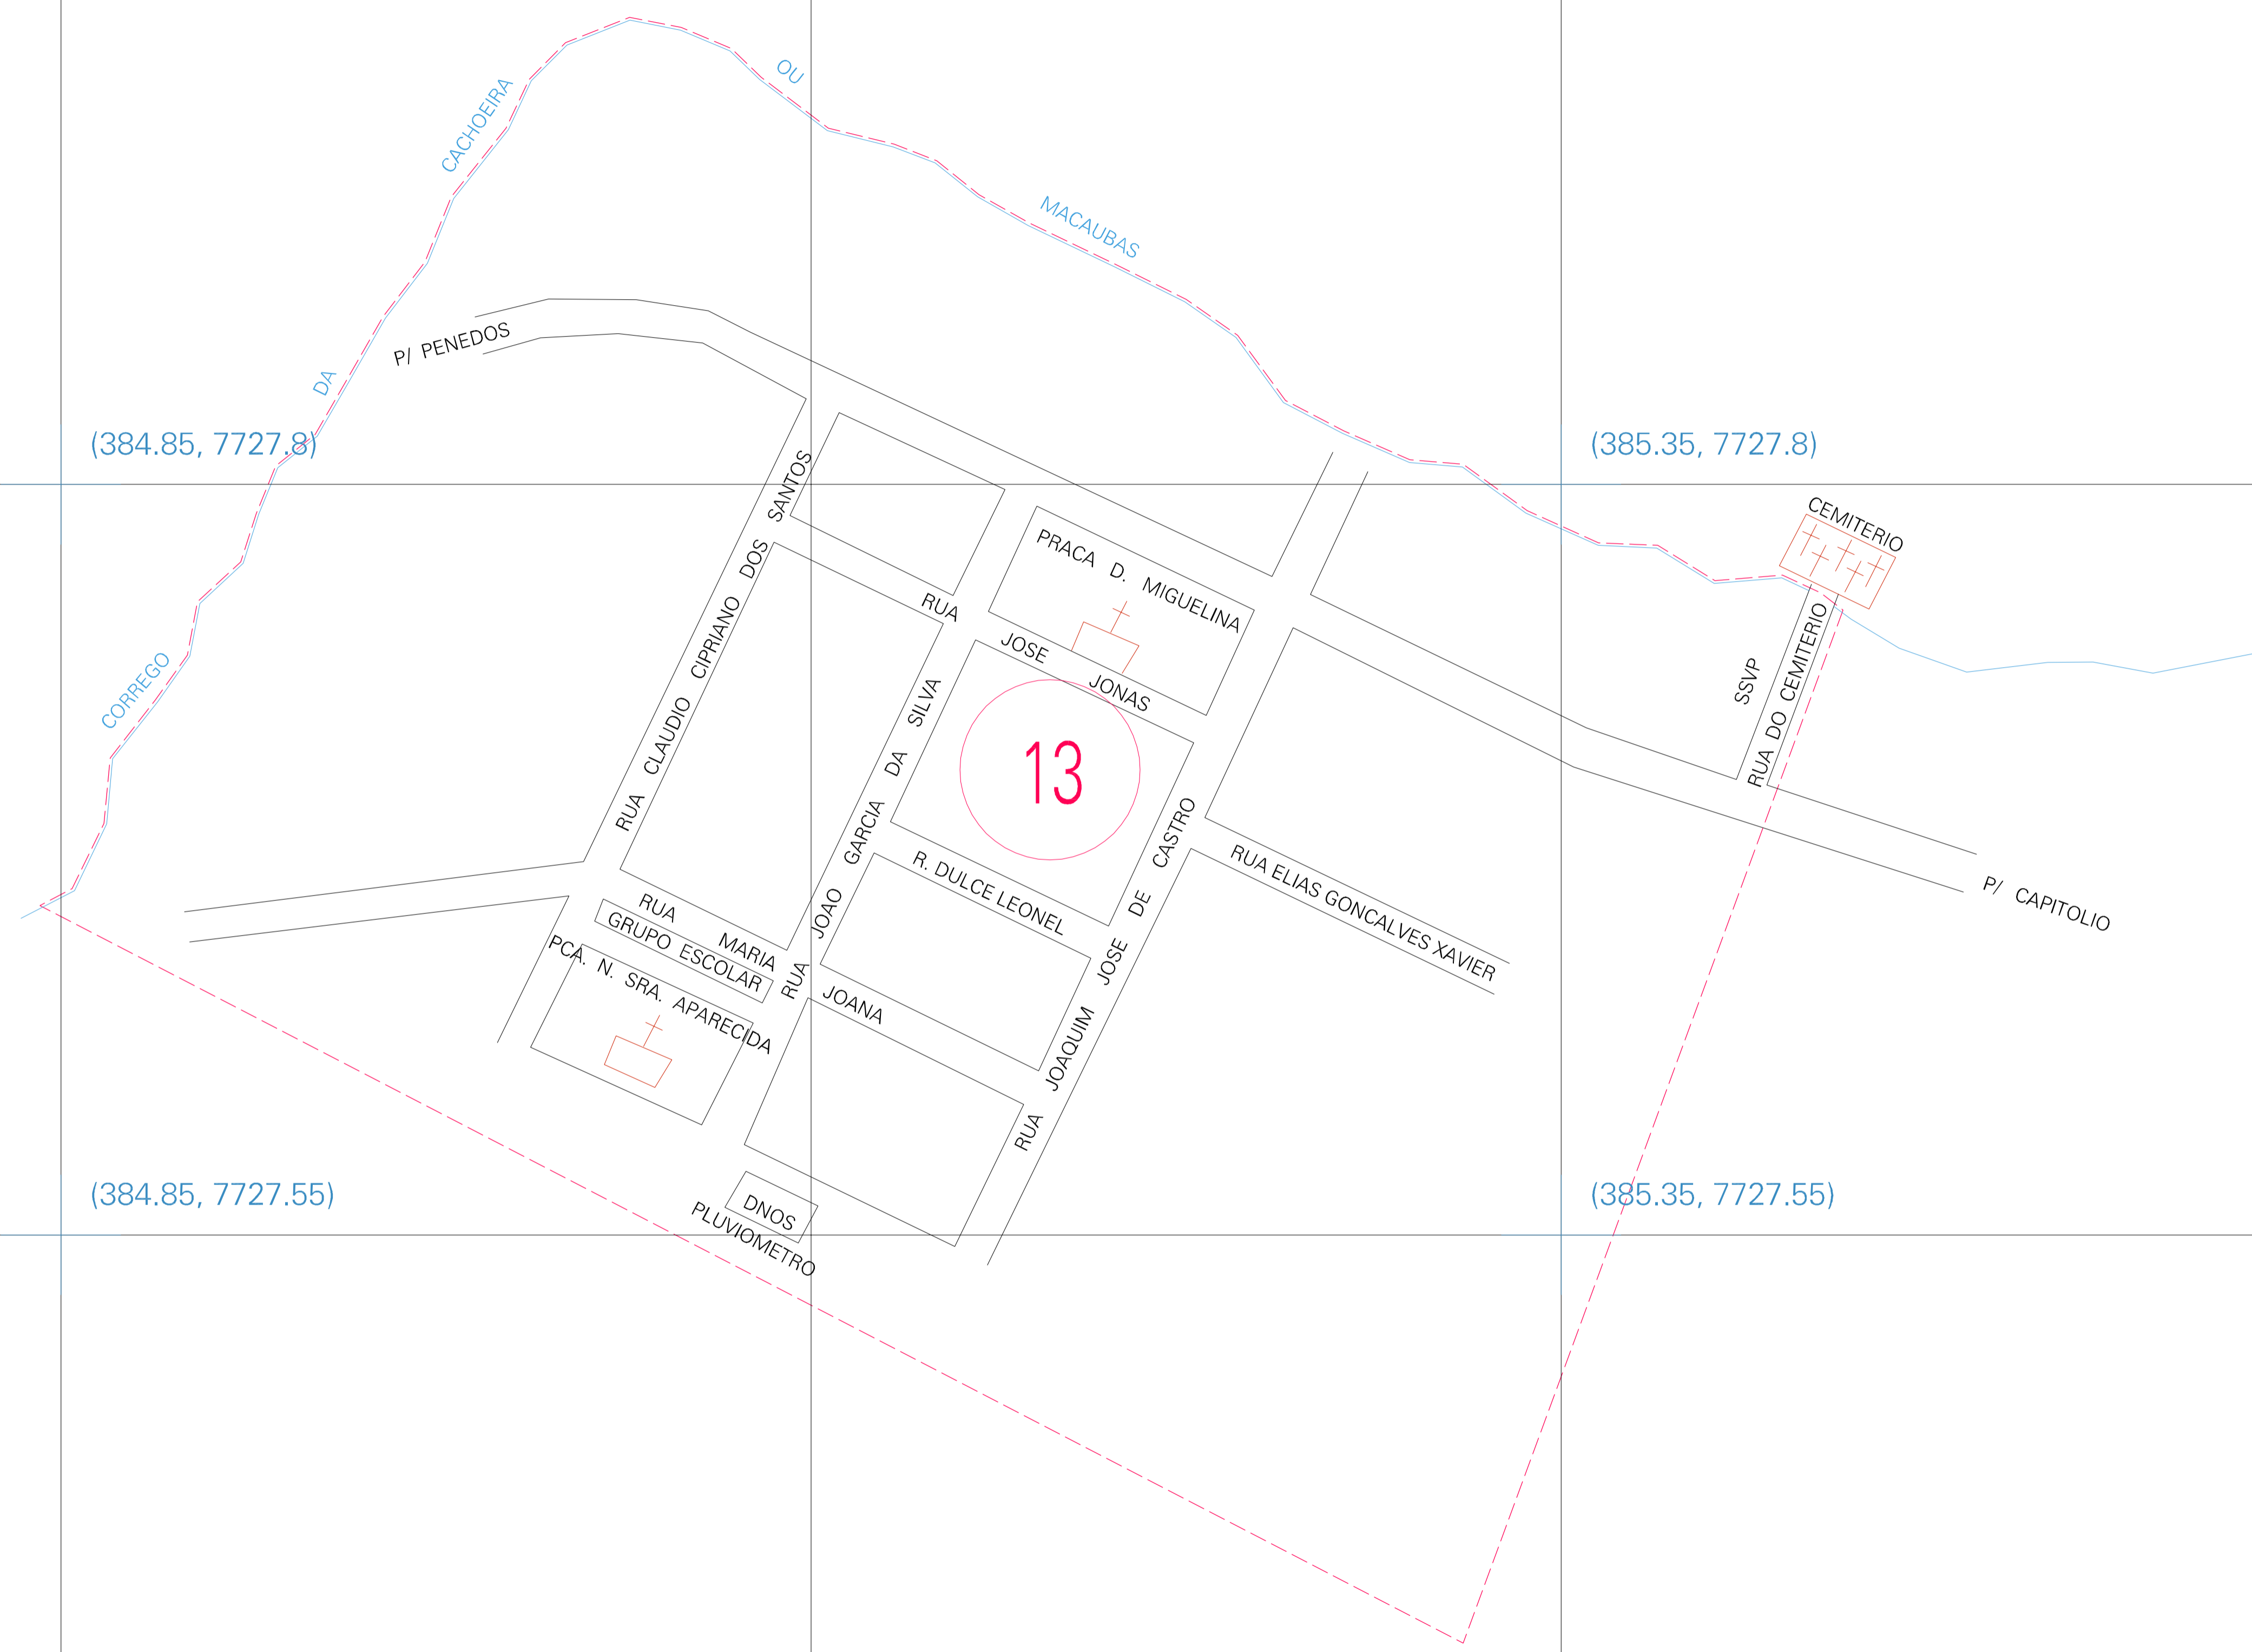 OU
CACHOEIRA
MACAUBAS
P/ PENEDOS
DA
(384.85, 7727.8)
(385.35, 7727.8)
CEMITERIO
PRACA D. MIGUELINA
RUA JOSE JONAS
RUA CLAUDIO CIPRIANO DOS SANTOS
CORREGO
SSVP
RUA DO CEMITERIO
13
RUA JOAO GARCIA DA SILVA
R. DULCE LEONEL
RUA ELIAS GONCALVES XAVIER
P/ CAPITOLIO
RUA MARIA JOANA
GRUPO ESCOLAR
PCA. N. SRA. APARECIDA
RUA JOAQUIM JOSE DE CASTRO
(384.85, 7727.55)
(385.35, 7727.55)
DNOS
PLUVIOMETRO